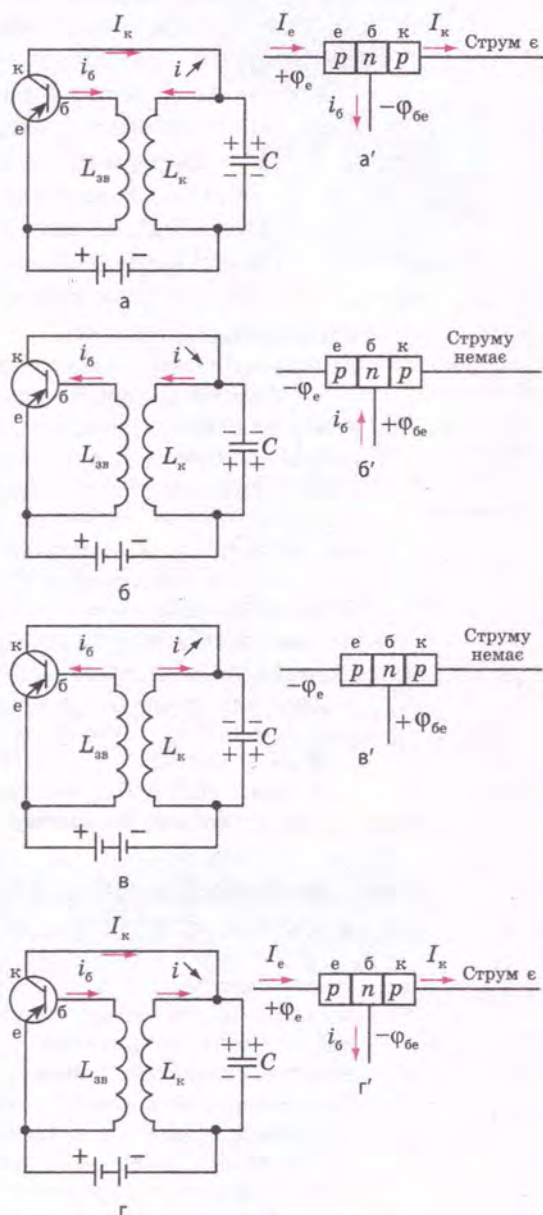 Iк
к
iб
i
б
е
Lзв
Lк
+ +
C
− −
+ −
а
Iе
е б к
Iк
Струм є
p n p
+φе
iб
−φбе
а′
к
iб
i
б
е
Lзв
Lк
− −
C
+ +
+ −
б
е б к
Струму
немає
p n p
−φе
iб
+φбе
б′
к
iб
i
б
е
Lзв
Lк
− −
C
+ +
+ −
в
е б к
Струму
немає
p n p
−φе
+φбе
в′
Iк
к
iб
i
б
е
Lзв
Lк
+ +
C
− −
+ −
г
Iе
е б к
Iк
Струм є
p n p
+φе
iб
−φбе
г′